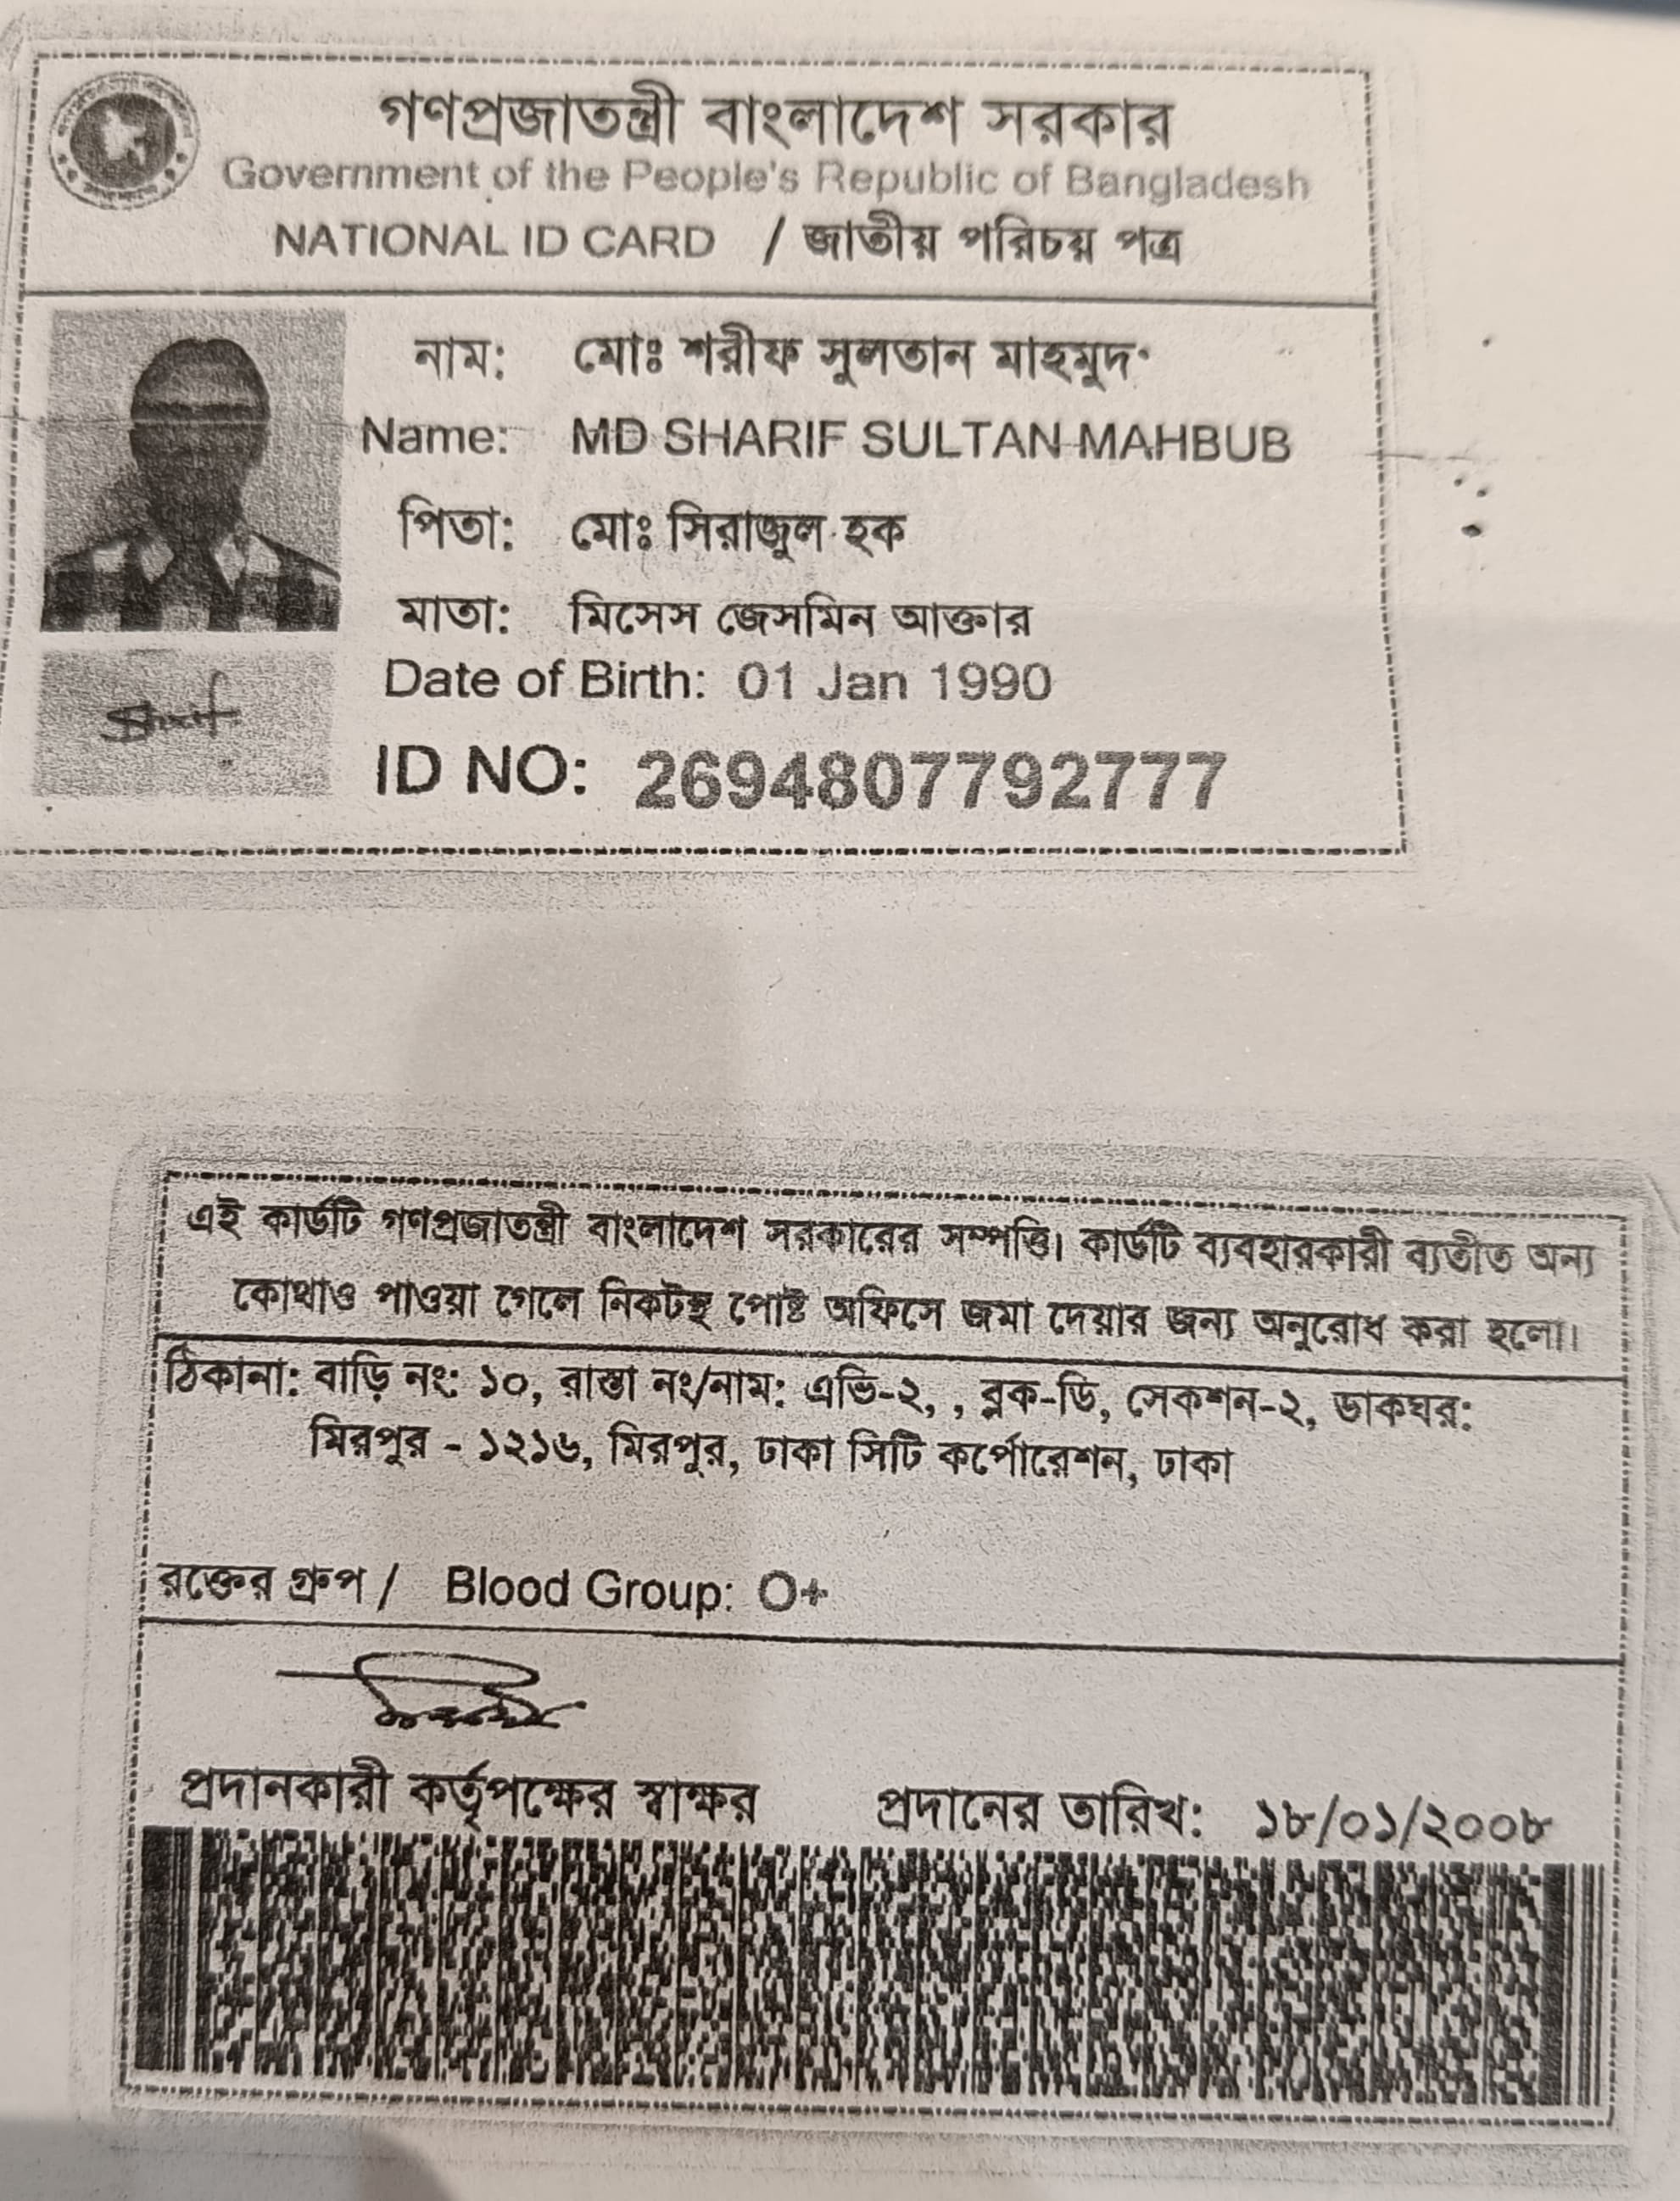 গণপ্রজাতন্ত্রী বাংলাদেশ সরকার
Government of the People's Republic of Bangladesh
NATIONAL ID CARD / জাতীয় পরিচয় পত্র
নাম: মোঃ শরীফ সুলতান মাহমুদ
Name: MD SHARIF SULTAN MAHBUB
পিতা: মোঃ সিরাজুল হক
মাতা: মিসেস জেসমিন আক্তার
Date of Birth: 01 Jan 1990
Sharif
ID NO: 2694807792777
এই কার্ডটি গণপ্রজাতন্ত্রী বাংলাদেশ সরকারের সম্পত্তি। কার্ডটি ব্যবহারকারী ব্যতীত অন্য
কোথাও পাওয়া গেলে নিকটস্থ পোষ্ট অফিসে জমা দেয়ার জন্য অনুরোধ করা হলো।
ঠিকানা: বাড়ি নং: ১০, রাস্তা নং/নাম: এভি-২, , ব্লক-ডি, সেকশন-২, ডাকঘর:
মিরপুর - ১২১৬, মিরপুর, ঢাকা সিটি কর্পোরেশন, ঢাকা
রক্তের গ্রুপ / Blood Group: O+
প্রদানকারী কর্তৃপক্ষের স্বাক্ষর প্রদানের তারিখ: ১৮/০১/২০০৮